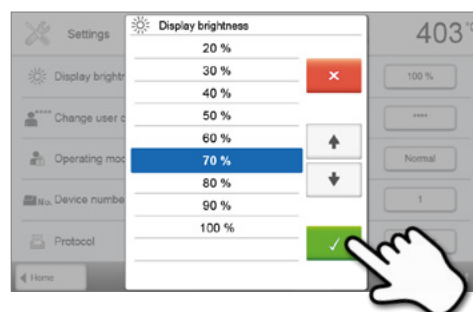 Settings
403 °C
Display brightness
20 %
30 %
40 %
50 %
60 %
70 %
80 %
90 %
100 %
Display brightn
100 %
Change user c
****
Operating mod
Normal
No. Device numbe
1
Protocol
Home